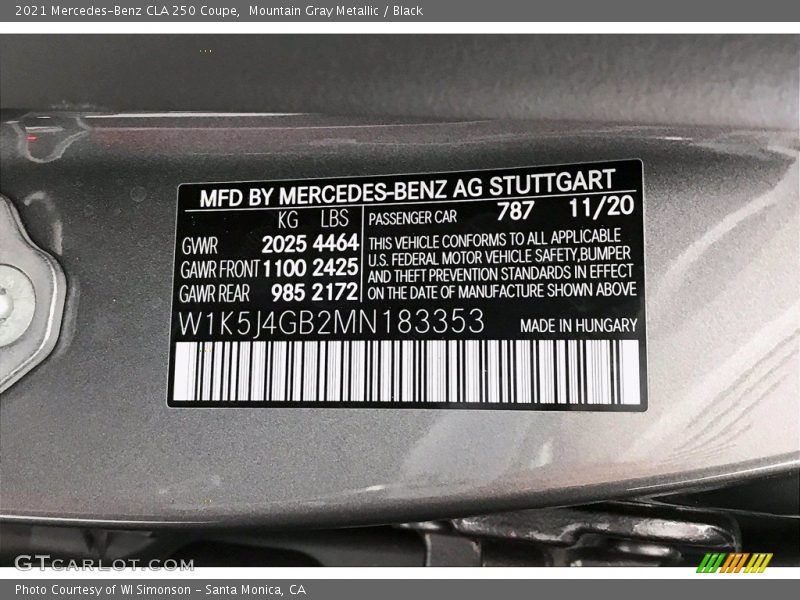 2021 Mercedes-Benz CLA 250 Coupe,  Mountain Gray Metallic / Black
MFD BY MERCEDES-BENZ AG STUTTGART
KG LBS
PASSENGER CAR 787 11/20
GWWR 2025 4464
GAWR FRONT 1100 2425
GAWR REAR 985 2172
THIS VEHICLE CONFORMS TO ALL APPLICABLE
U.S. FEDERAL MOTOR VEHICLE SAFETY,BUMPER
AND THEFT PREVENTION STANDARDS IN EFFECT
ON THE DATE OF MANUFACTURE SHOWN ABOVE
W1K5J4GB2MN183353
MADE IN HUNGARY
GTCARLOT.COM
Photo Courtesy of WI Simonson - Santa Monica, CA